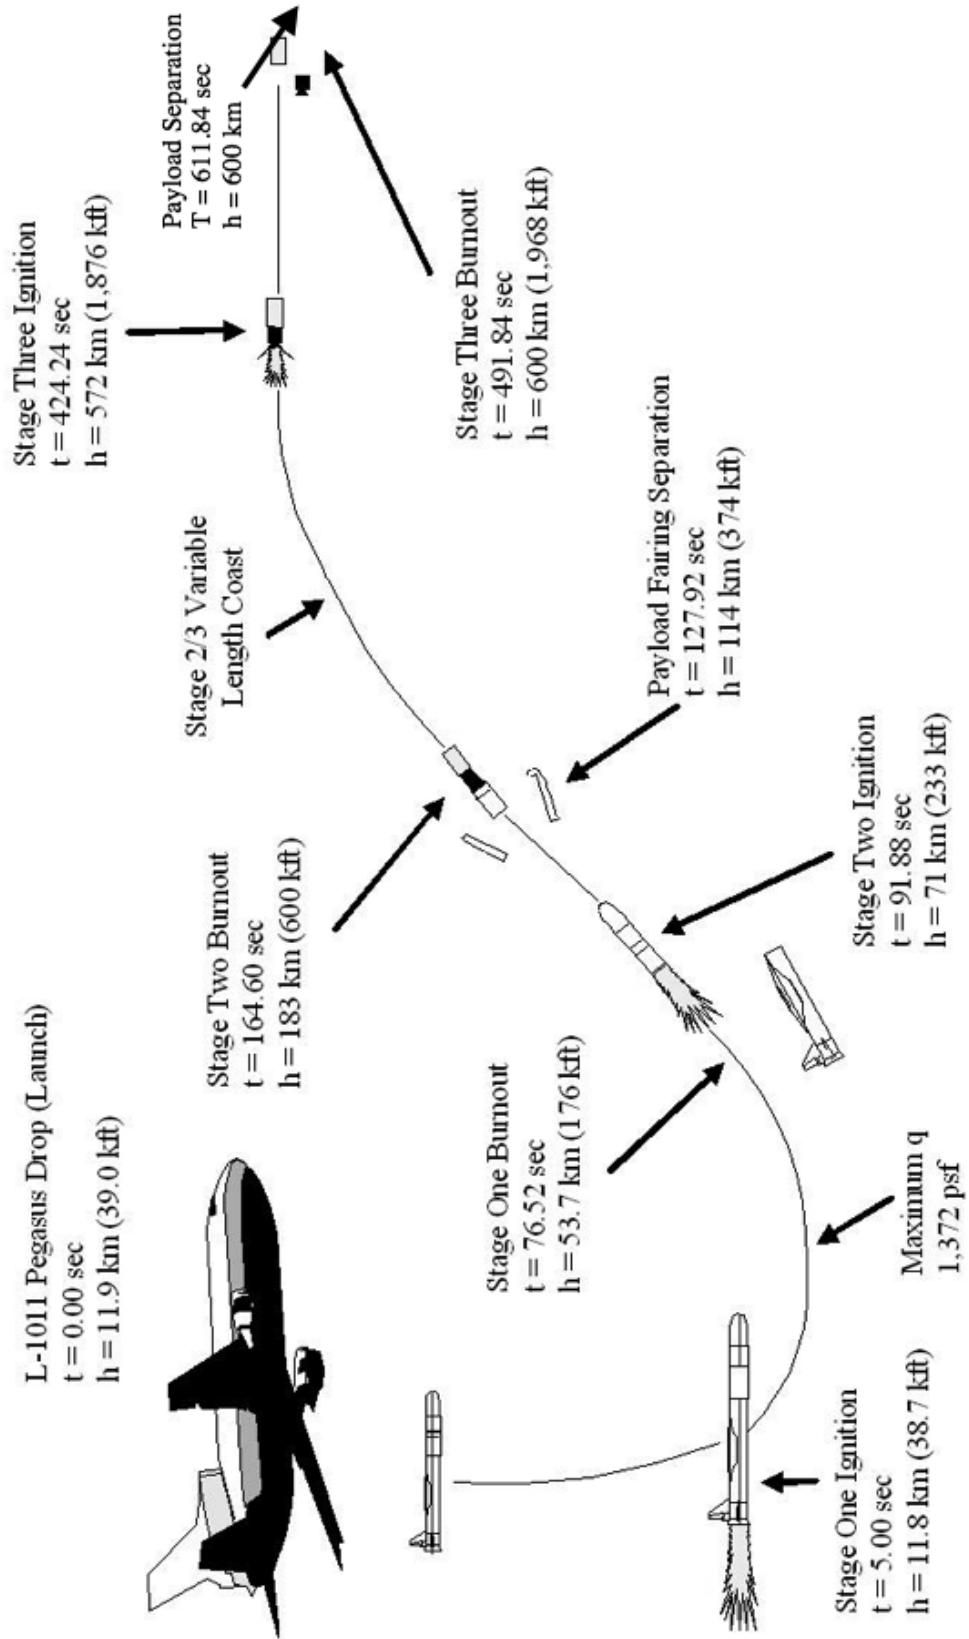 L-1011 Pegasus Drop (Launch)
t = 0.00 sec
h = 11.9 km (39.0 kft)
Stage One Ignition
t = 5.00 sec
h = 11.8 km (38.7 kft)
Maximum q
1,372 psf
Stage One Burnout
t = 76.52 sec
h = 53.7 km (176 kft)
Stage Two Ignition
t = 91.88 sec
h = 71 km (233 kft)
Payload Fairing Separation
t = 127.92 sec
h = 114 km (374 kft)
Stage Two Burnout
t = 164.60 sec
h = 183 km (600 kft)
Stage 2/3 Variable
Length Coast
Stage Three Ignition
t = 424.24 sec
h = 572 km (1,876 kft)
Stage Three Burnout
t = 491.84 sec
h = 600 km (1,968 kft)
Payload Separation
T = 611.84 sec
h = 600 km